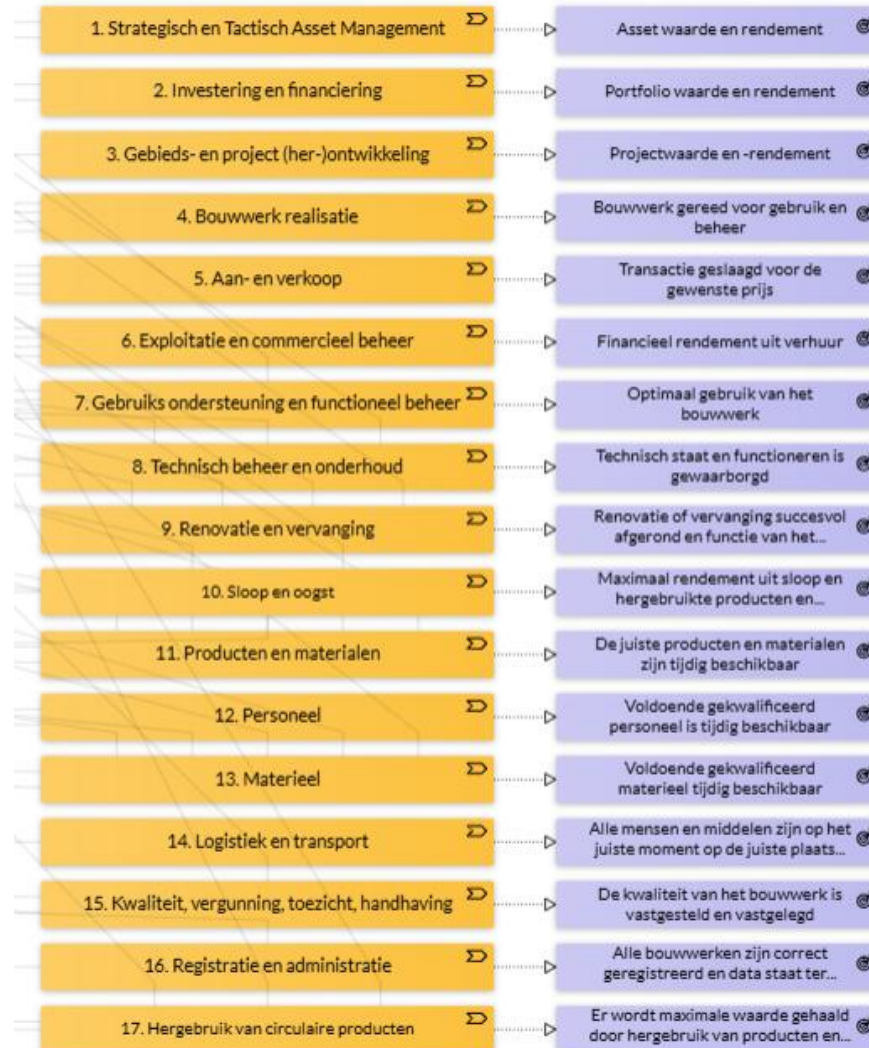 1. Strategisch en Tactisch Asset Management
Asset waarde en rendement
2. Investering en financiering
Portfolio waarde en rendement
3. Gebieds- en project (her-)ontwikkeling
Projectwaarde en -rendement
4. Bouwwerk realisatie
Bouwwerk gereed voor gebruik en
beheer
5. Aan- en verkoop
Transactie geslaagd voor de
gewenste prijs
6. Exploitatie en commercieel beheer
Financieel rendement uit verhuur
7. Gebruiks ondersteuning en functioneel beheer
Optimaal gebruik van het
bouwwerk
8. Technisch beheer en onderhoud
Technisch staat en functioneren is
gewaarborgd
9. Renovatie en vervanging
Renovatie of vervanging succesvol
afgerond en functie van het...
10. Sloop en oogst
Maximaal rendement uit sloop en
hergebruikte producten en...
11. Producten en materialen
De juiste producten en materialen
zijn tijdig beschikbaar
12. Personeel
Voldoende gekwalificeerd
personeel is tijdig beschikbaar
13. Materieel
Voldoende gekwalificeerd
materieel tijdig beschikbaar
14. Logistiek en transport
Alle mensen en middelen zijn op het
juiste moment op de juiste plaats...
15. Kwaliteit, vergunning, toezicht, handhaving
De kwaliteit van het bouwwerk is
vastgesteld en vastgelegd
16. Registratie en administratie
Alle bouwwerken zijn correct
geregistreerd en data staat ter...
17. Hergebruik van circulaire producten
Er wordt maximale waarde gehaald
door hergebruik van producten en...